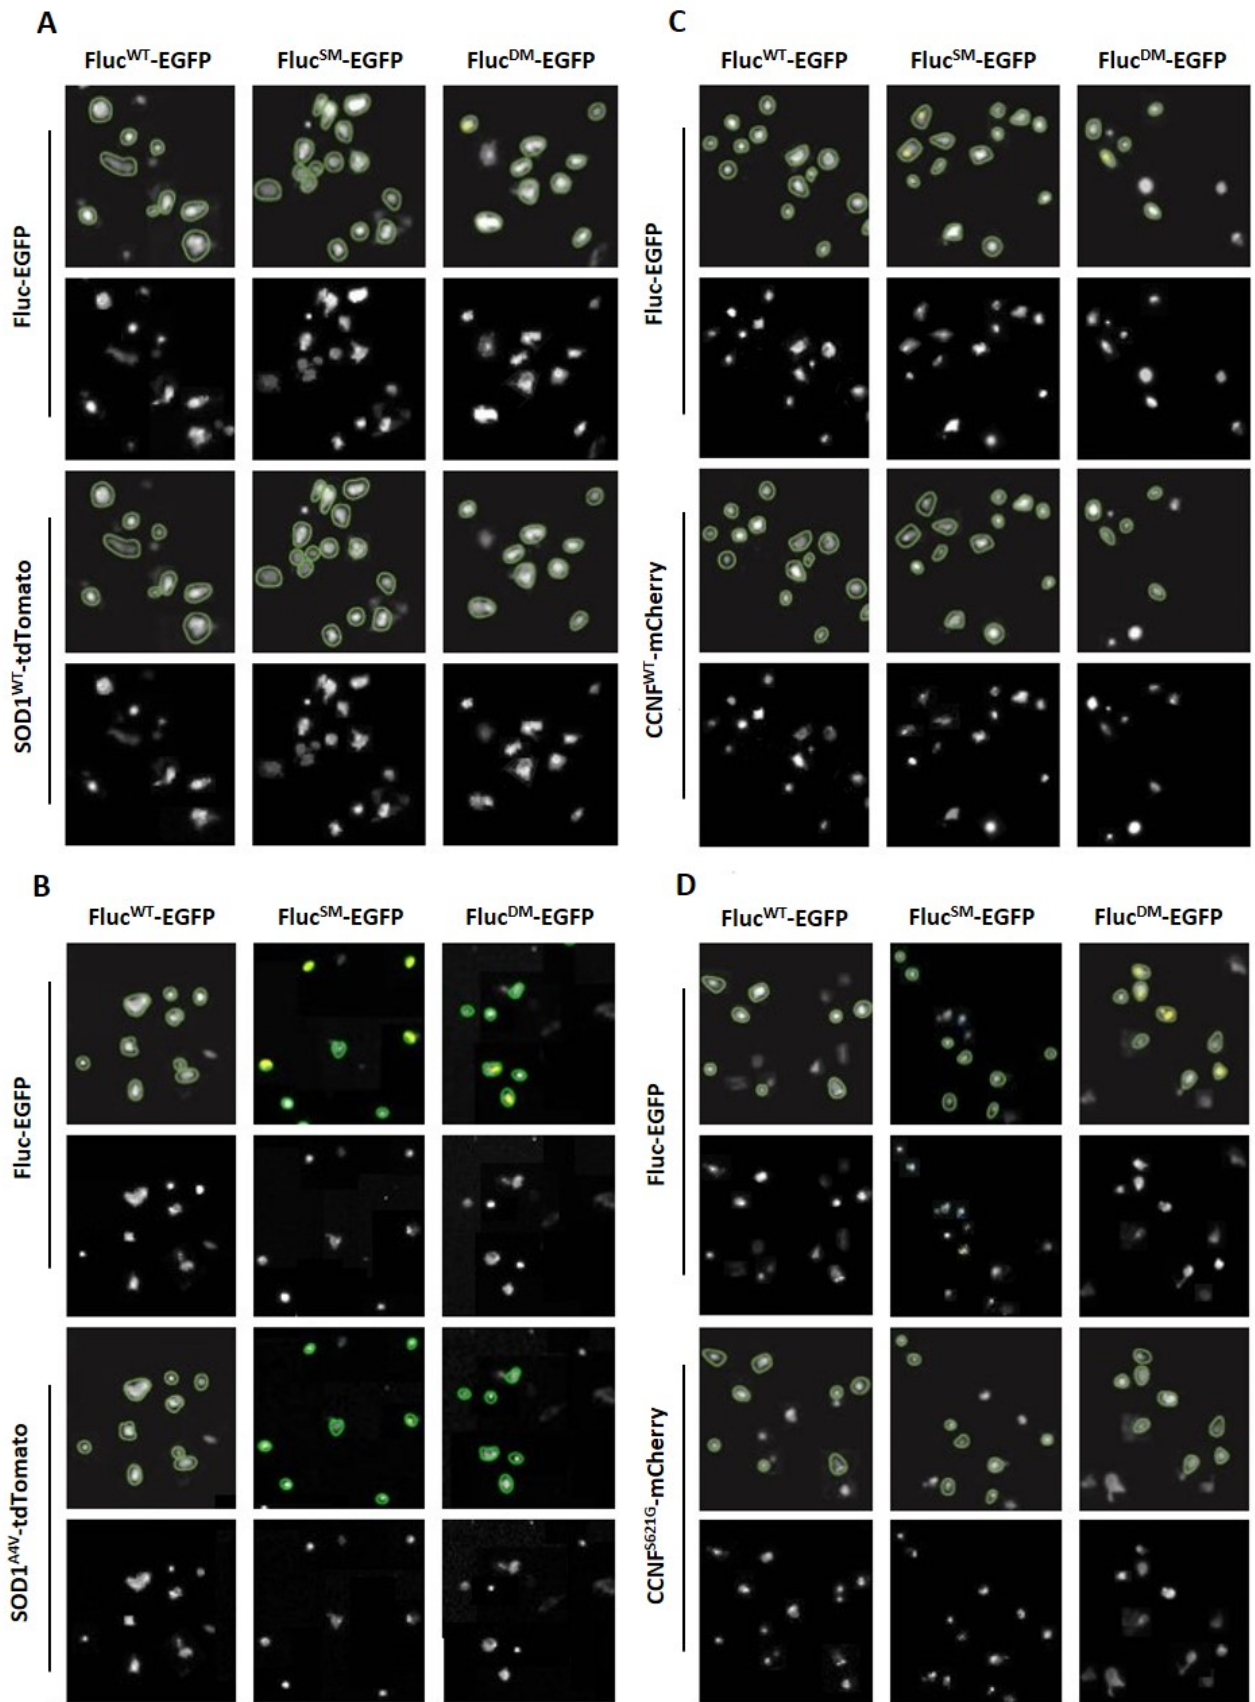 A
Fluc^WT-EGFP Fluc^SM-EGFP Fluc^DM-EGFP
Fluc-EGFP
SOD1^WT-tdTomato
C
Fluc^WT-EGFP Fluc^SM-EGFP Fluc^DM-EGFP
Fluc-EGFP
CCNF^WT-mCherry
B
Fluc^WT-EGFP Fluc^SM-EGFP Fluc^DM-EGFP
Fluc-EGFP
SOD1^A4V-tdTomato
D
Fluc^WT-EGFP Fluc^SM-EGFP Fluc^DM-EGFP
Fluc-EGFP
CCNF^S621G-mCherry